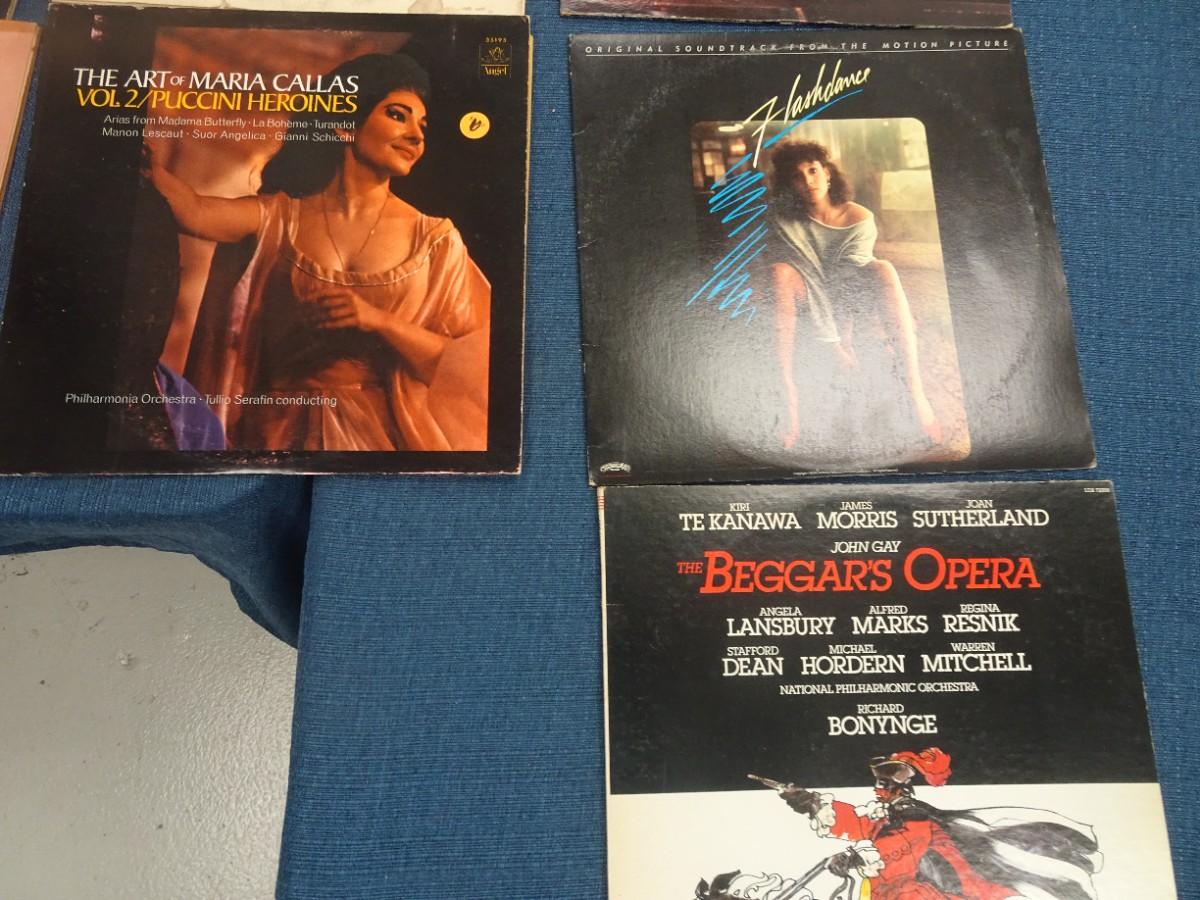 THE ART OF MARIA CALLAS
VOL. 2/PUCCINI HEROINES
Arias from Madama Butterfly · La Bohème · Turandot
Manon Lescaut · Suor Angelica · Gianni Schicchi
35195
Angel
Philharmonia Orchestra · Tullio Serafin conducting
ORIGINAL SOUNDTRACK FROM THE MOTION PICTURE
Flashdance
KIRI JAMES JOAN
TE KANAWA MORRIS SUTHERLAND
JOHN GAY
THE BEGGAR'S OPERA
ANGELA ALFRED REGINA
LANSBURY MARKS RESNIK
STAFFORD MICHAEL WARREN
DEAN HORDERN MITCHELL
NATIONAL PHILHARMONIC ORCHESTRA
RICHARD
BONYNGE